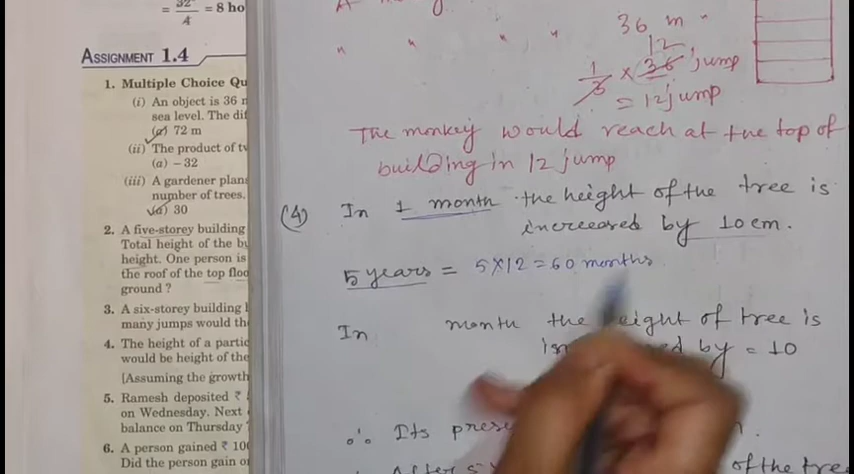 = 32/4 = 8 ho
ASSIGNMENT 1.4
1. Multiple Choice Qu
(i) An object is 36 m
sea level. The dif
(a) 72 m
(ii) The product of tw
(a) – 32
(iii) A gardener plans
number of trees.
(a) 30
2. A five-storey building
Total height of the bu
height. One person is
the roof of the top floo
ground ?
3. A six-storey building h
many jumps would th
4. The height of a partic
would be height of the
[Assuming the growth
5. Ramesh deposited ₹
on Wednesday. Next
balance on Thursday ?
6. A person gained ₹ 100
Did the person gain or
A
" " " " 36 m "
12
1/3 × 36 jump
= 12 jump
The monkey would reach at the top of
building in 12 jump
(4) In 1 month the height of the tree is
increased by 10 cm.
5 years = 5×12 = 60 months
In month the height of tree is
by = 10
∴ Its
After 5 of the tree